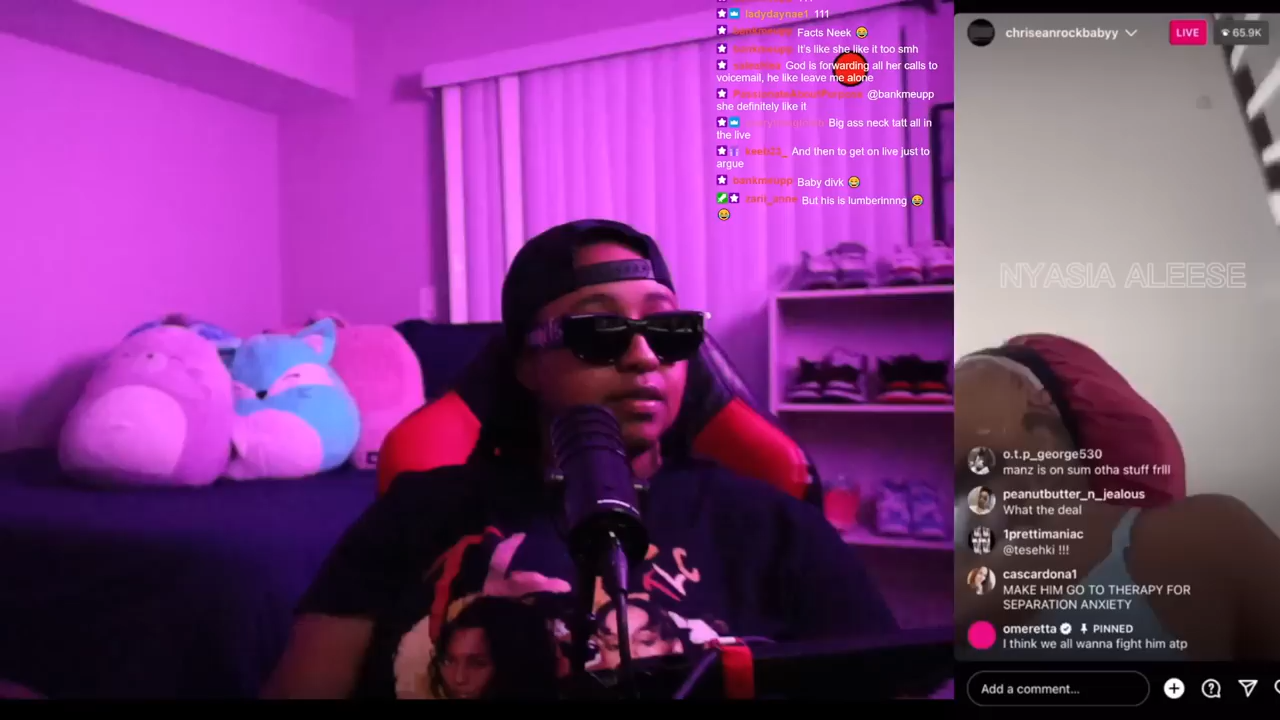 ladydaynae1 111
Facts Neek
bankmeupp It's like she like it too smh
God is forwarding all her calls to
voicemail, he like leave me alone
@bankmeupp
she definitely like it
Big ass neck tatt all in
the live
And then to get on live just to
argue
bankmeupp Baby divk
zani_anne But his is lumberinnng
TLC
chriseanrockbabyy
LIVE
65.9K
NYASIA ALEESE
o.t.p_george530
manz is on sum otha stuff frlll
peanutbutter_n_jealous
What the deal
1prettimaniac
@tesehki !!!
cascardona1
MAKE HIM GO TO THERAPY FOR
SEPARATION ANXIETY
omeretta PINNED
I think we all wanna fight him atp
Add a comment...